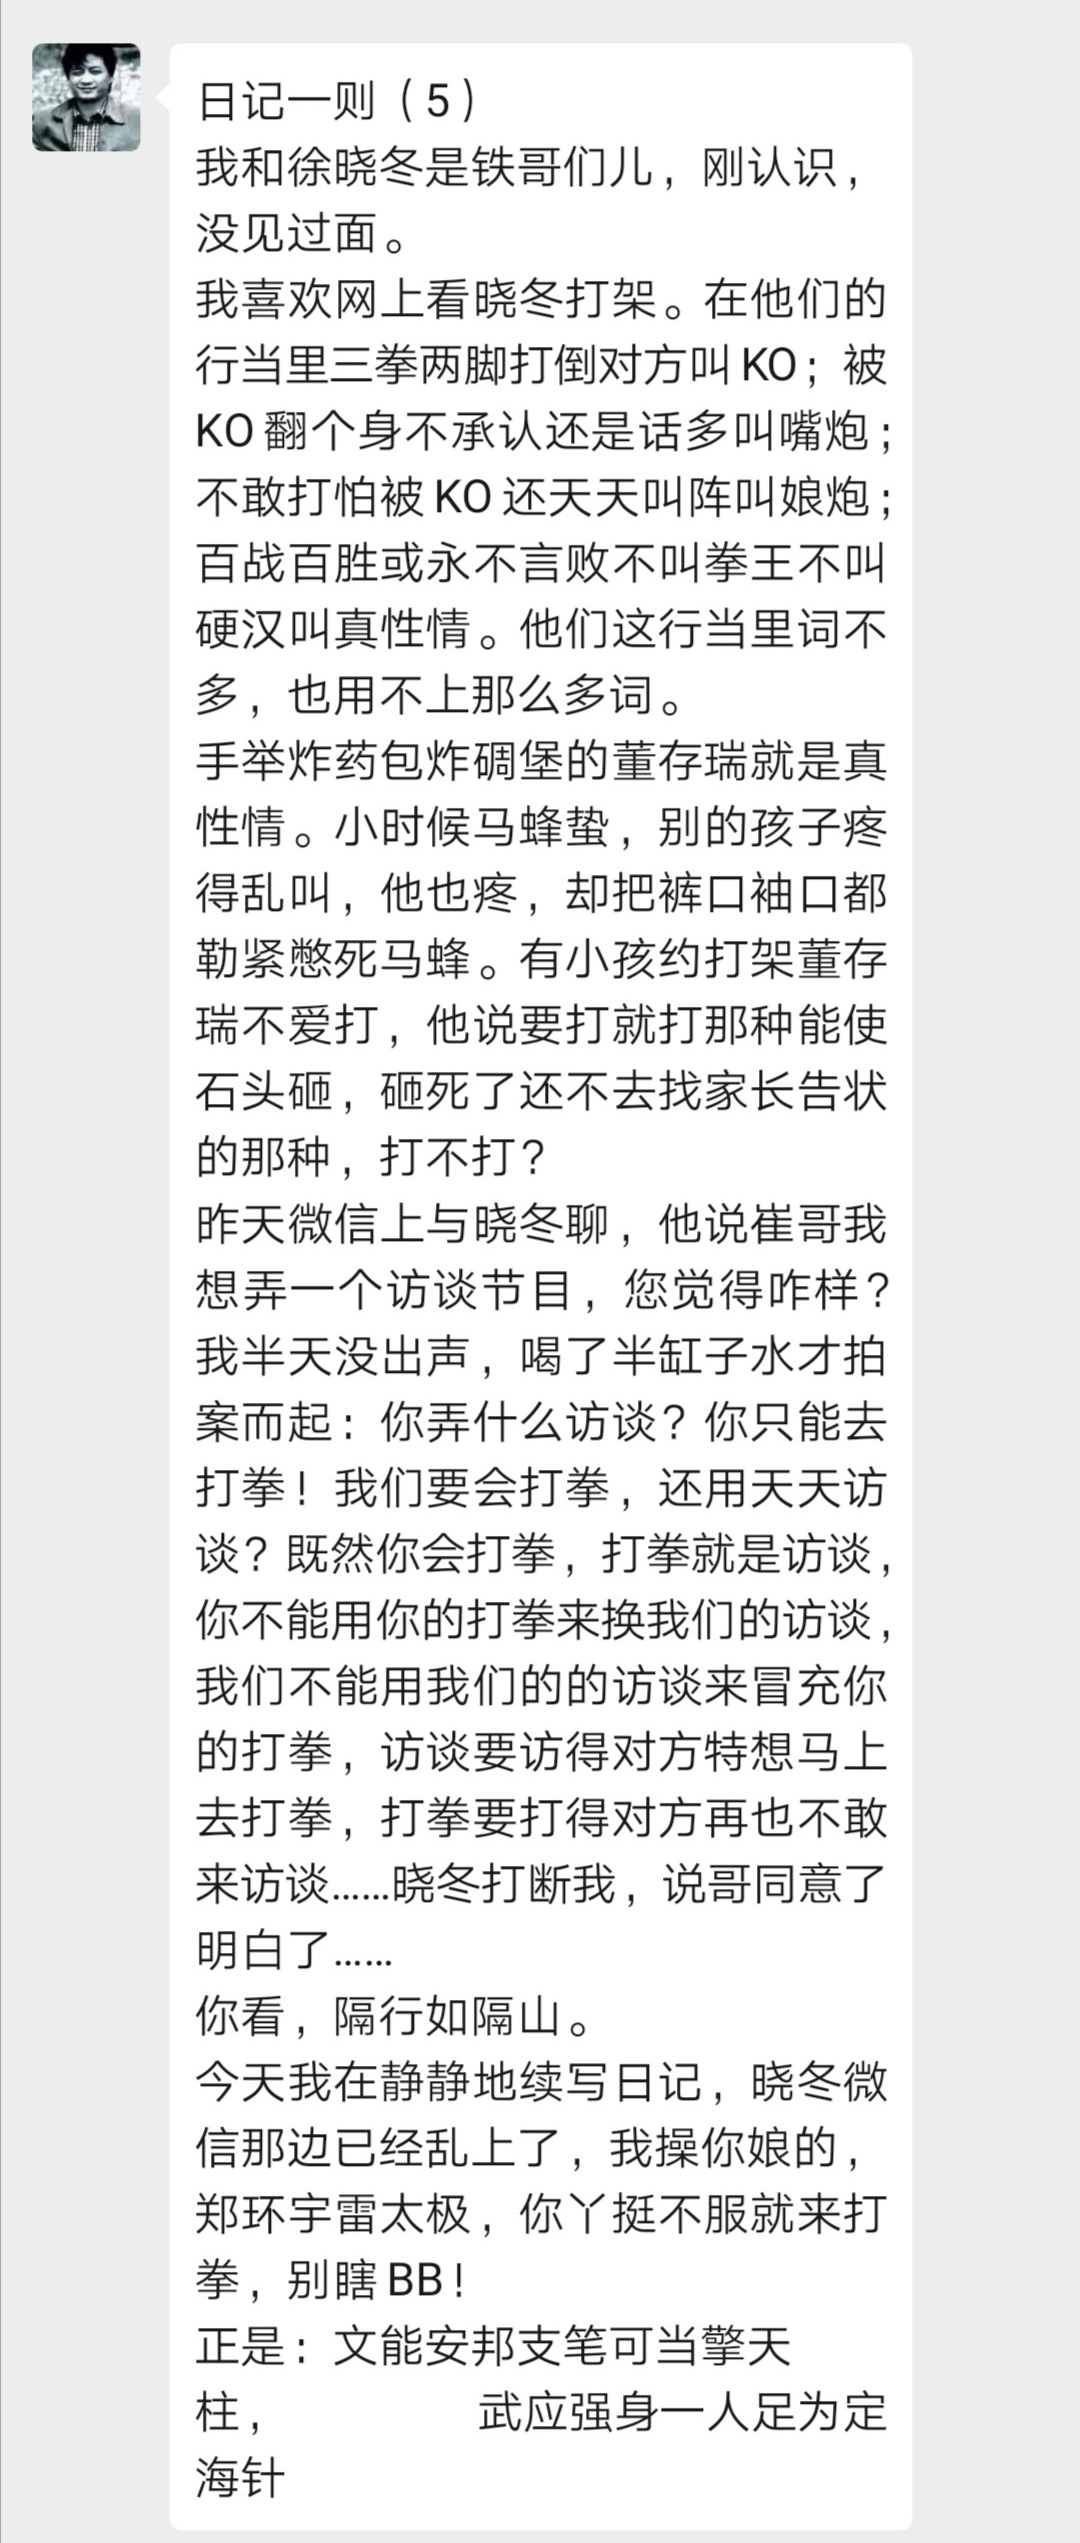 日记一则（5）
我和徐晓冬是铁哥们儿，刚认识，
没见过面。
我喜欢网上看晓冬打架。在他们的
行当里三拳两脚打倒对方叫KO；被
KO翻个身不承认还是话多叫嘴炮；
不敢打怕被KO还天天叫阵叫娘炮；
百战百胜或永不言败不叫拳王不叫
硬汉叫真性情。他们这行当里词不
多，也用不上那么多词。
手举炸药包炸碉堡的董存瑞就是真
性情。小时候马蜂蛰，别的孩子疼
得乱叫，他也疼，却把裤口袖口都
勒紧憋死马蜂。有小孩约打架董存
瑞不爱打，他说要打就打那种能使
石头砸，砸死了还不去找家长告状
的那种，打不打？
昨天微信上与晓冬聊，他说崔哥我
想弄一个访谈节目，您觉得咋样？
我半天没出声，喝了半缸子水才拍
案而起：你弄什么访谈？你只能去
打拳！我们要会打拳，还用天天访
谈？既然你会打拳，打拳就是访谈，
你不能用你的打拳来换我们的访谈，
我们不能用我们的的访谈来冒充你
的打拳，访谈要访得对方特想马上
去打拳，打拳要打得对方再也不敢
来访谈……晓冬打断我，说哥同意了
明白了……
你看，隔行如隔山。
今天我在静静地续写日记，晓冬微
信那边已经乱上了，我操你娘的，
郑环宇雷太极，你丫挺不服就来打
拳，别瞎BB！
正是：文能安邦支笔可当擎天
柱，　　　　　武应强身一人足为定
海针